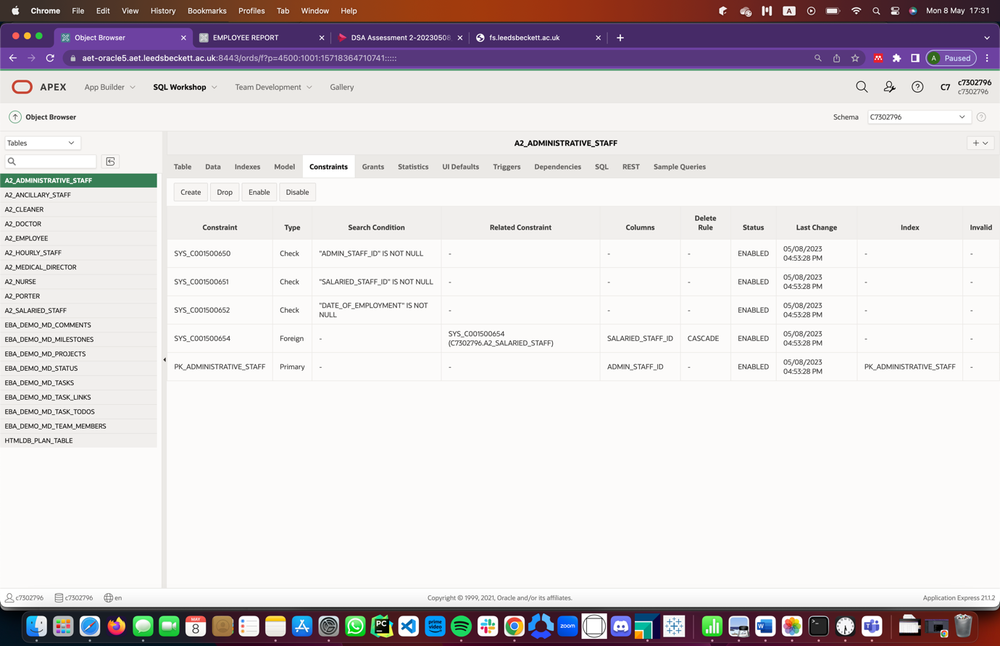 Chrome File Edit View History Bookmarks Profiles Tab Window Help A Mon 8 May 17:31
Object Browser EMPLOYEE REPORT DSA Assessment 2-20230508 fs.leedsbeckett.ac.uk
aet-oracle5.aet.leedsbeckett.ac.uk:8443/ords/f?p=4500:1001:15718364710741::::: A Paused
APEX App Builder SQL Workshop Team Development Gallery C7 c7302796
c7302796
Object Browser Schema C7302796
Tables A2_ADMINISTRATIVE_STAFF
Table Data Indexes Model Constraints Grants Statistics UI Defaults Triggers Dependencies SQL REST Sample Queries
Create Drop Enable Disable
A2_ADMINISTRATIVE_STAFF
A2_ANCILLARY_STAFF
A2_CLEANER
A2_DOCTOR
A2_EMPLOYEE
A2_HOURLY_STAFF
A2_MEDICAL_DIRECTOR
A2_NURSE
A2_PORTER
A2_SALARIED_STAFF
EBA_DEMO_MD_COMMENTS
EBA_DEMO_MD_MILESTONES
EBA_DEMO_MD_PROJECTS
EBA_DEMO_MD_STATUS
EBA_DEMO_MD_TASKS
EBA_DEMO_MD_TASK_LINKS
EBA_DEMO_MD_TASK_TODOS
EBA_DEMO_MD_TEAM_MEMBERS
HTMLDB_PLAN_TABLE
Constraint Type Search Condition Related Constraint Columns Delete Rule Status Last Change Index Invalid
SYS_C001500650 Check "ADMIN_STAFF_ID" IS NOT NULL - - - ENABLED 05/08/2023 04:53:28 PM - -
SYS_C001500651 Check "SALARIED_STAFF_ID" IS NOT NULL - - - ENABLED 05/08/2023 04:53:28 PM - -
SYS_C001500652 Check "DATE_OF_EMPLOYMENT" IS NOT NULL - - - ENABLED 05/08/2023 04:53:28 PM - -
SYS_C001500654 Foreign - SYS_C001500654 (C7302796.A2_SALARIED_STAFF) SALARIED_STAFF_ID CASCADE ENABLED 05/08/2023 04:53:28 PM - -
PK_ADMINISTRATIVE_STAFF Primary - - ADMIN_STAFF_ID - ENABLED 05/08/2023 04:53:28 PM PK_ADMINISTRATIVE_STAFF -
c7302796 c7302796 en Copyright © 1999, 2021, Oracle and/or its affiliates. Application Express 21.1.2
MAY
8
PC
prime video
zoom
W